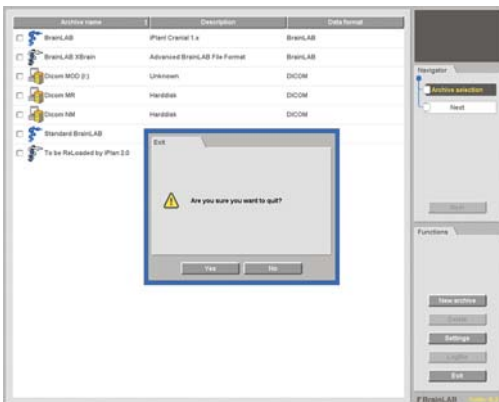 Archive name Description Data format
BrainLAB iPlan! Cranial 1.x BrainLAB
BrainLAB XBrain Advanced BrainLAB File Format BrainLAB
Dicom MOD (I:) Unknown DICOM
Dicom MR Harddisk DICOM
Dicom NM Harddisk DICOM
Standard BrainLAB
To be ReLoaded by iPlan 2.0
Exit
Are you sure you want to quit?
Yes No
Navigator
Archive selection
Next
Next
Functions
New archive
Delete
Settings
Logfile
Exit
BrainLAB